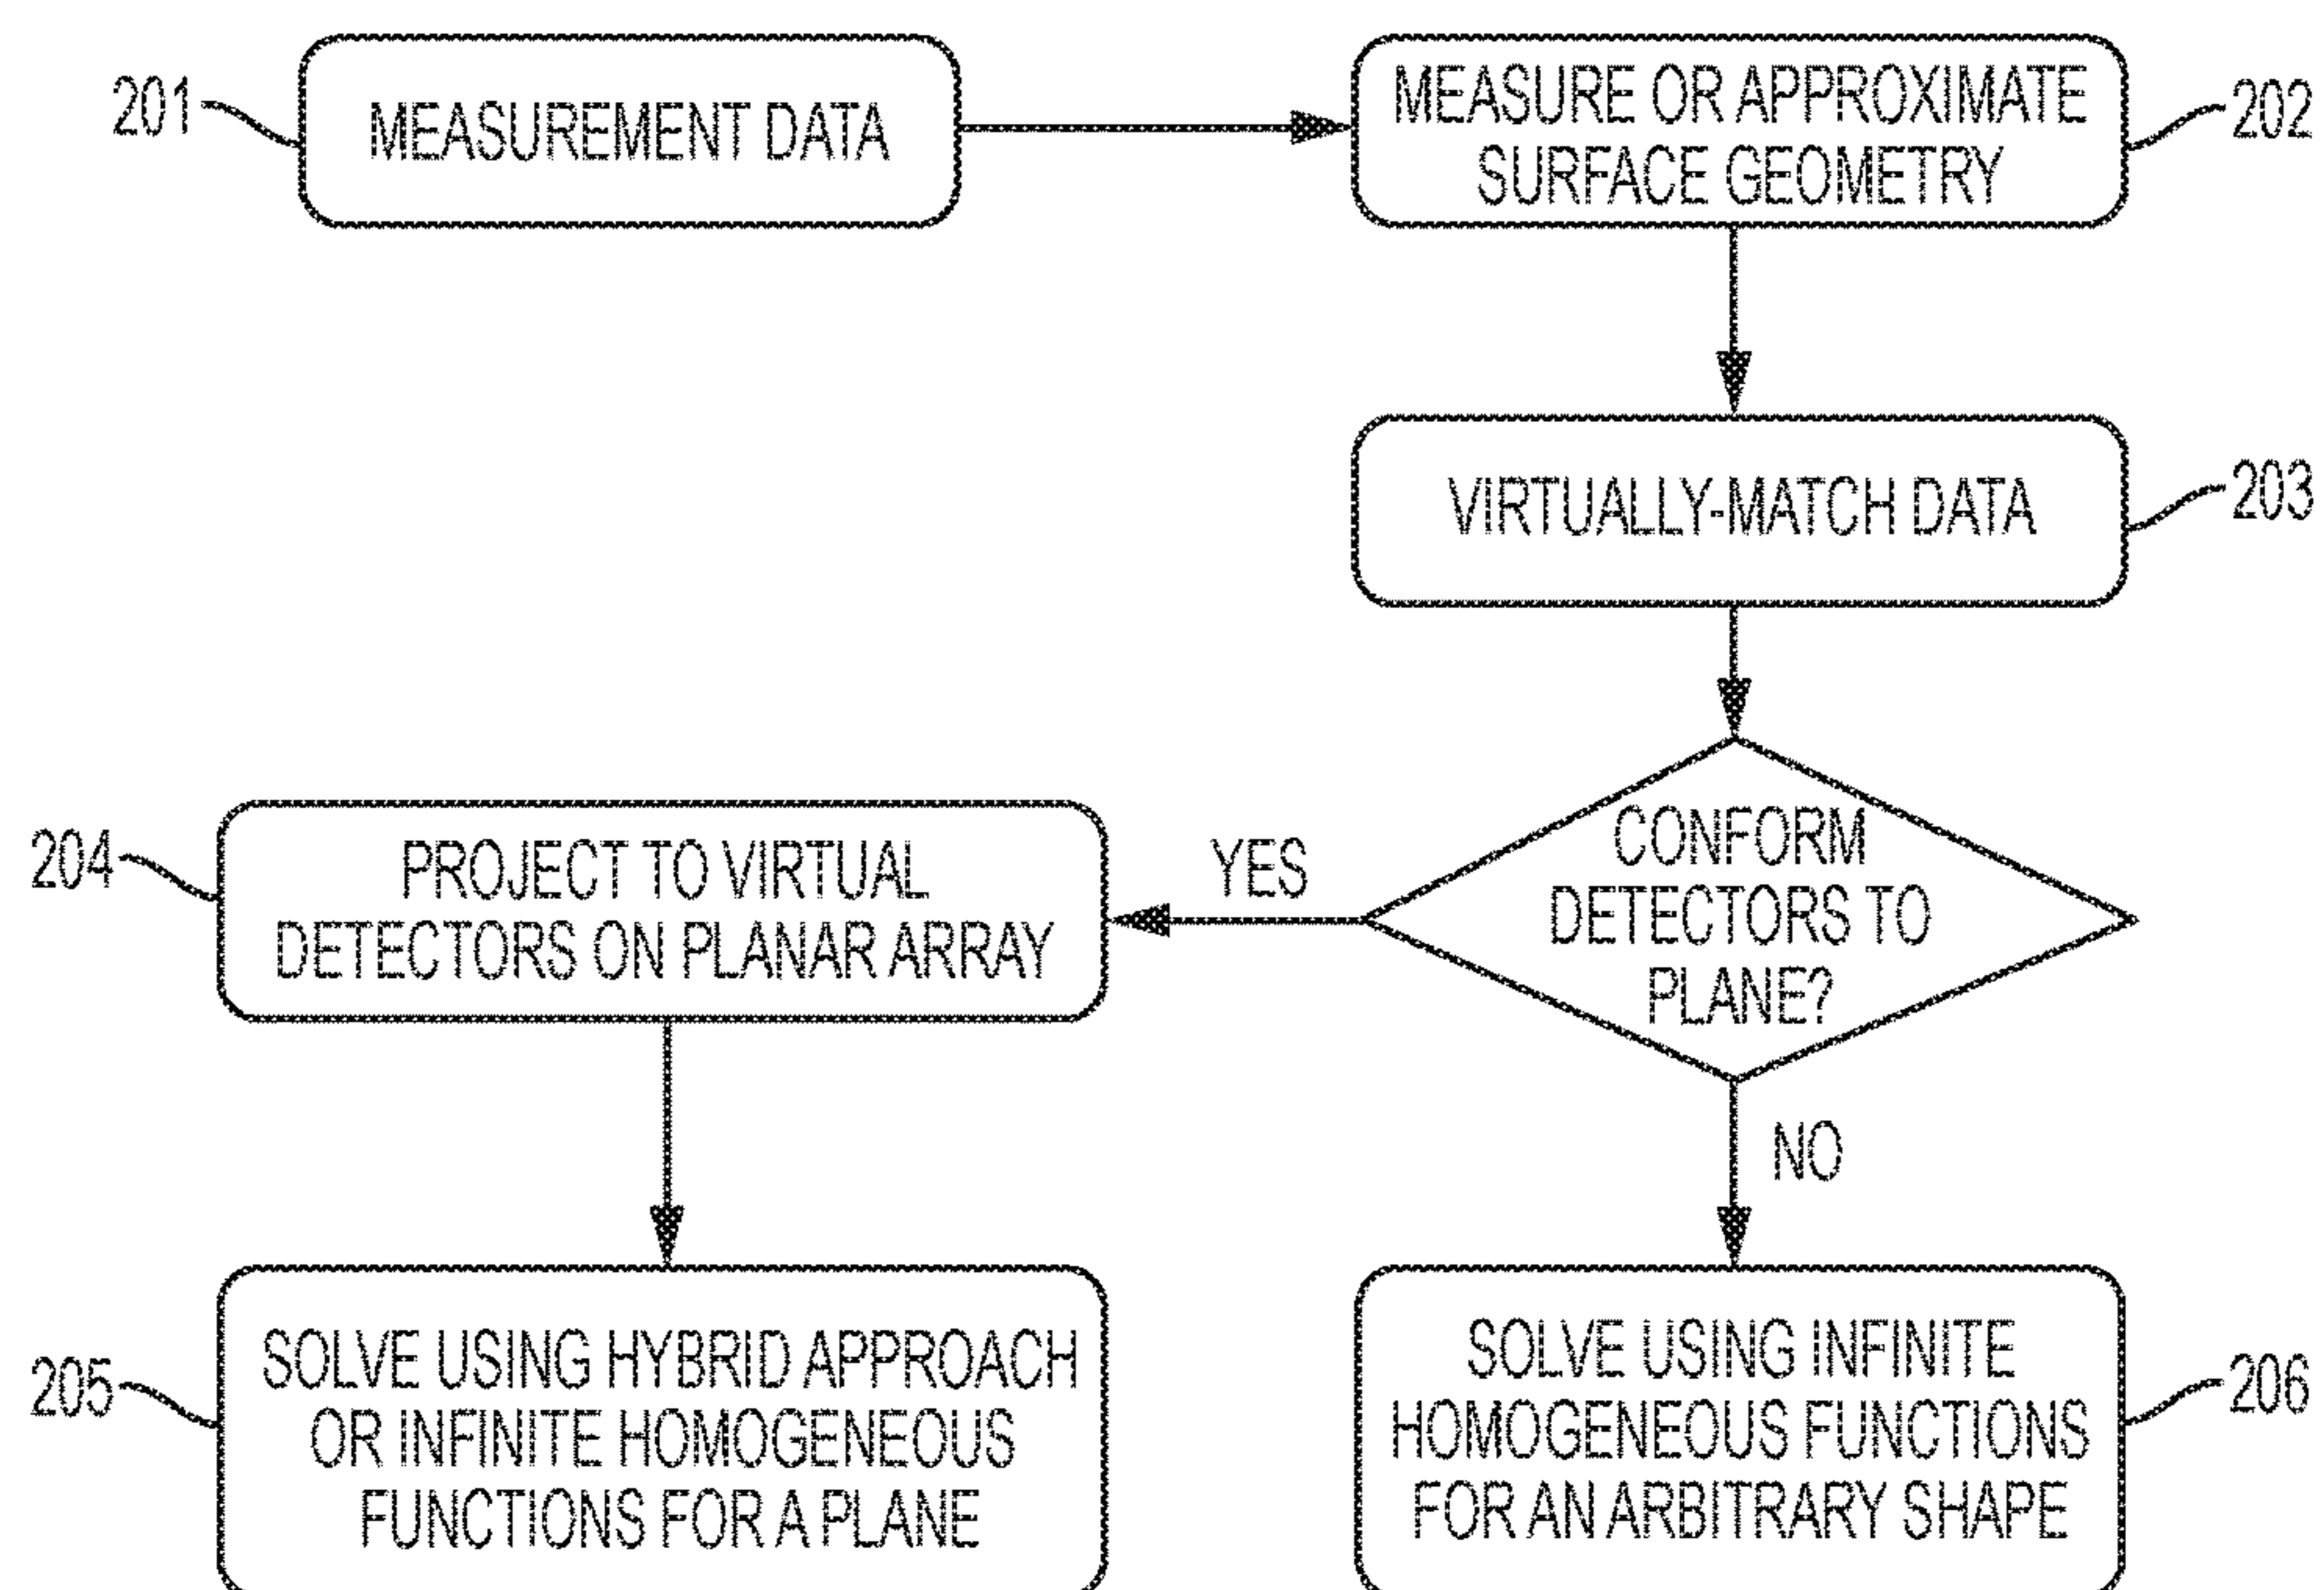 201
MEASUREMENT DATA
MEASURE OR APPROXIMATE
SURFACE GEOMETRY
202
VIRTUALLY-MATCH DATA
203
CONFORM
DETECTORS TO
PLANE?
YES
NO
204
PROJECT TO VIRTUAL
DETECTORS ON PLANAR ARRAY
205
SOLVE USING HYBRID APPROACH
OR INFINITE HOMOGENEOUS
FUNCTIONS FOR A PLANE
SOLVE USING INFINITE
HOMOGENEOUS FUNCTIONS
FOR AN ARBITRARY SHAPE
206